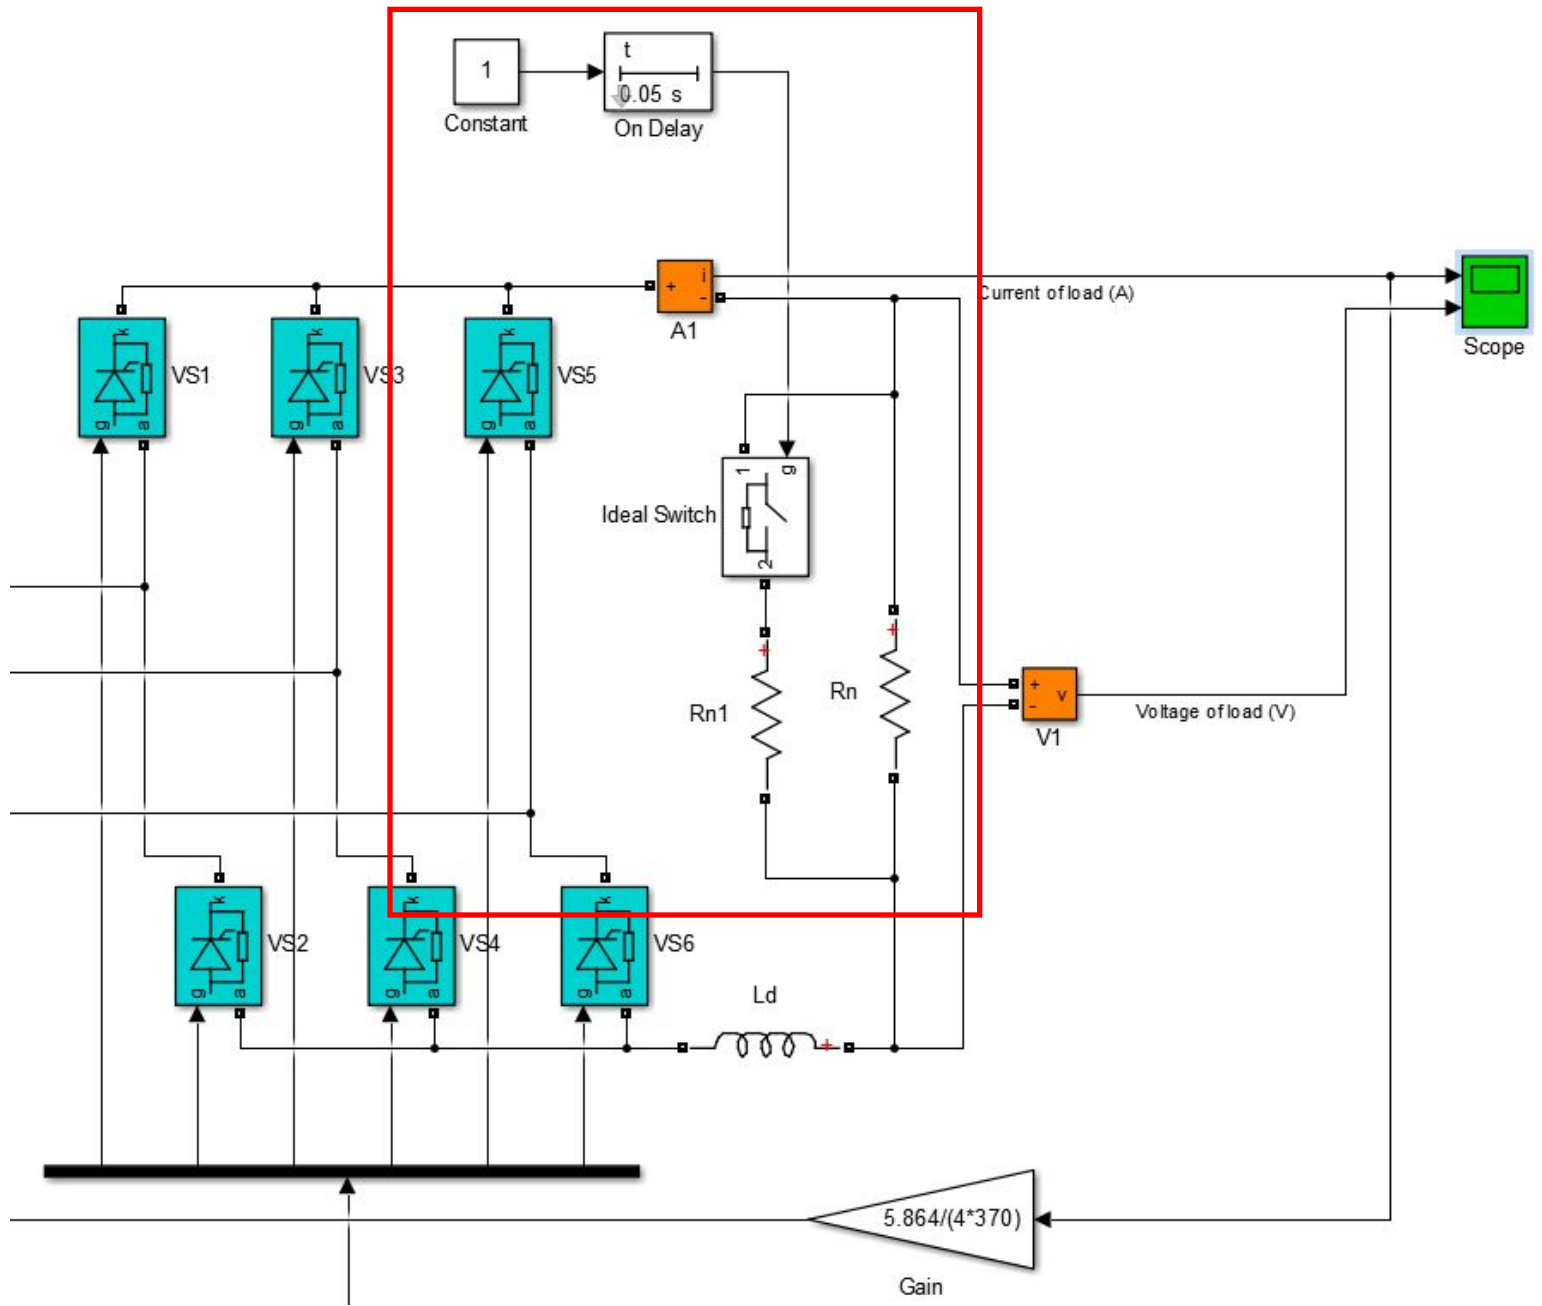 1
Constant
t
0.05 s
On Delay
+
i
-
A1
Current of load (A)
Scope
k
g
a
VS1
k
g
a
VS3
k
g
a
VS5
1
g
2
Ideal Switch
+
Rn1
+
Rn
+
-
v
V1
Voltage of load (V)
k
g
a
VS2
k
g
a
VS4
k
g
a
VS6
Ld
+
5.864/(4*370)
Gain